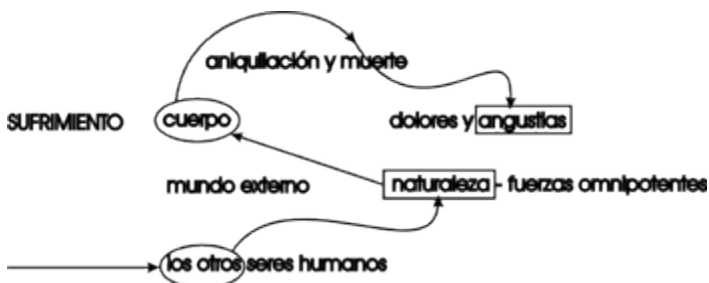 aniquilación y muerte
SUFRIMIENTO cuerpo dolores y angustias
mundo externo naturaleza - fuerzas omnipotentes
los otros seres humanos